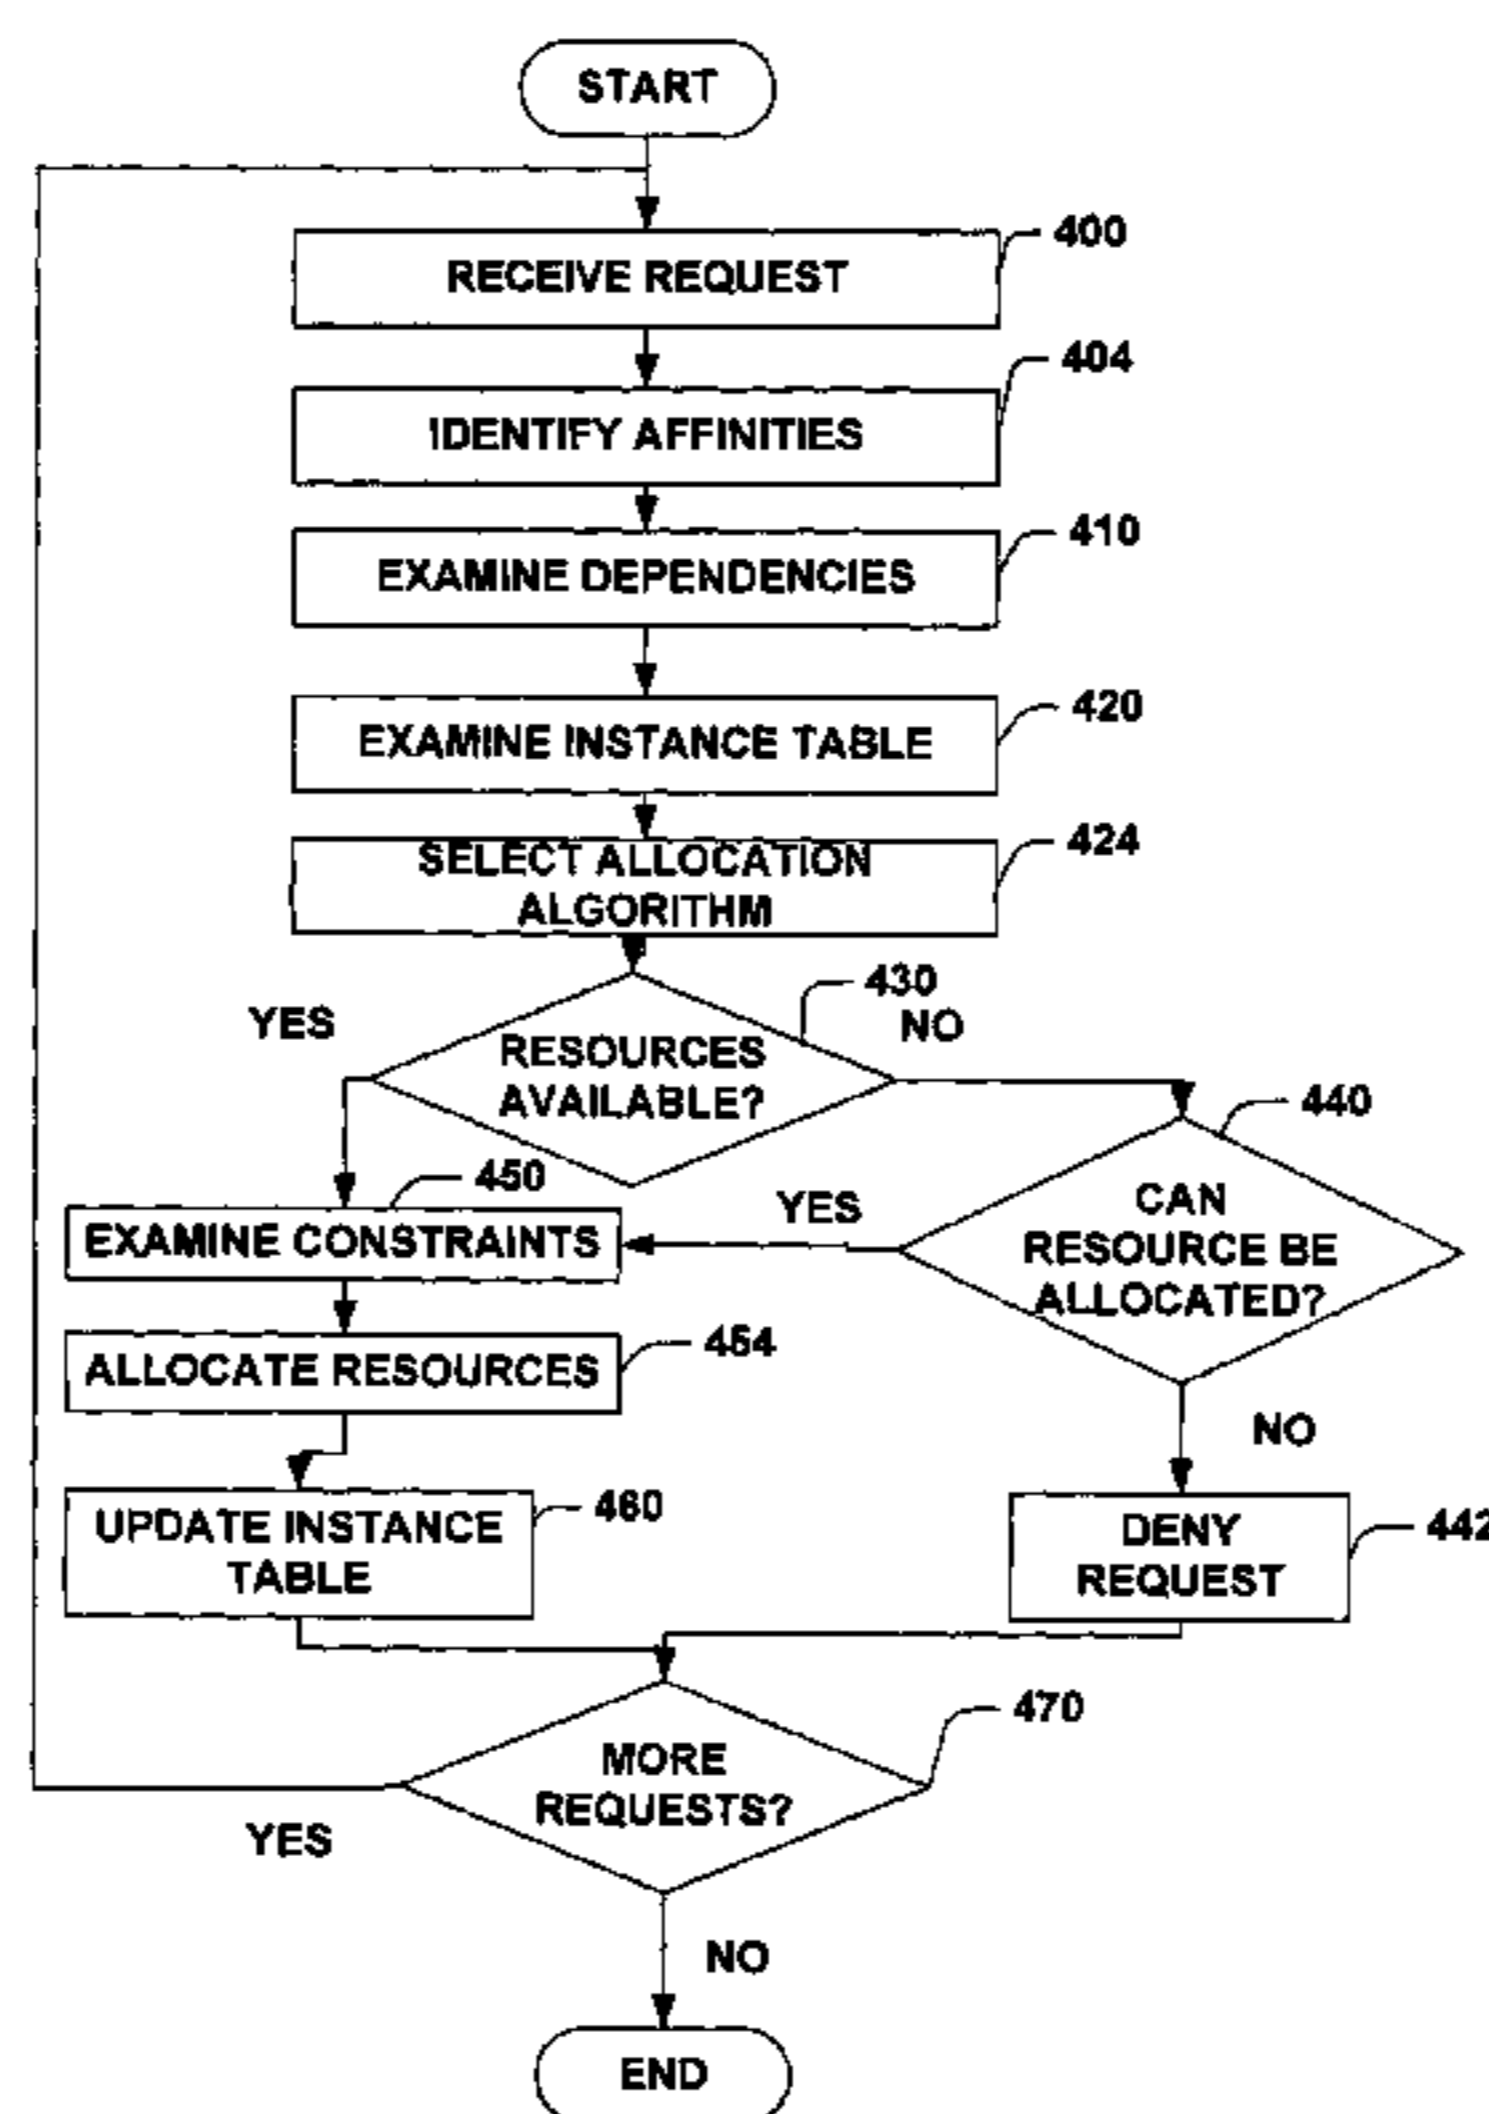 START
400
RECEIVE REQUEST
404
IDENTIFY AFFINITIES
410
EXAMINE DEPENDENCIES
420
EXAMINE INSTANCE TABLE
424
SELECT ALLOCATION
ALGORITHM
430
YES
NO
RESOURCES
AVAILABLE?
440
450
YES
CAN
RESOURCE BE
ALLOCATED?
EXAMINE CONSTRAINTS
454
ALLOCATE RESOURCES
NO
460
UPDATE INSTANCE
TABLE
442
DENY
REQUEST
470
MORE
REQUESTS?
YES
NO
END